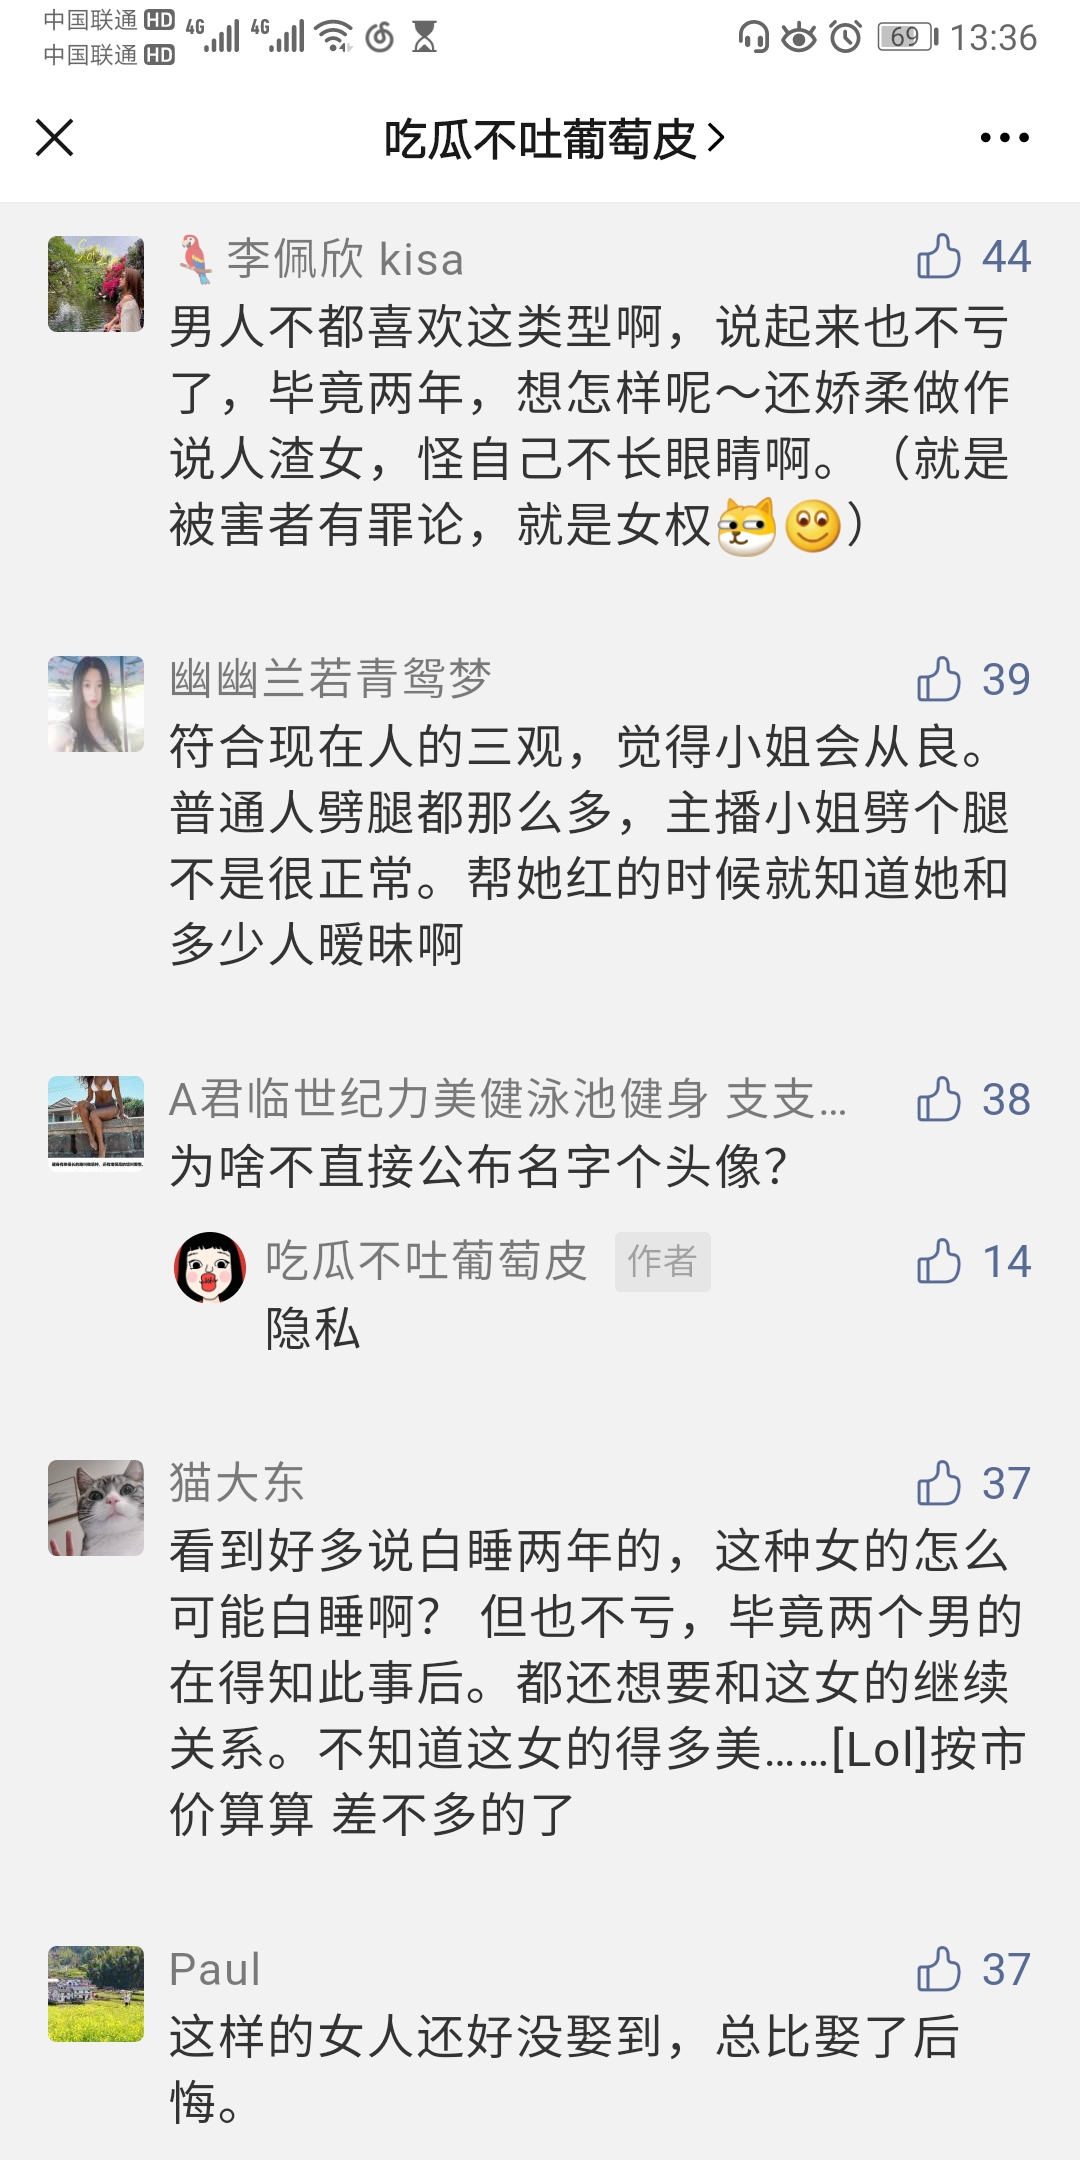 中国联通 HD 4G 4G 69 13:36
中国联通 HD
吃瓜不吐葡萄皮
李佩欣 kisa 44
男人不都喜欢这类型啊，说起来也不亏
了，毕竟两年，想怎样呢～还娇柔做作
说人渣女，怪自己不长眼睛啊。（就是
被害者有罪论，就是女权）
幽幽兰若青鸳梦 39
符合现在人的三观，觉得小姐会从良。
普通人劈腿都那么多，主播小姐劈个腿
不是很正常。帮她红的时候就知道她和
多少人暧昧啊
A君临世纪力美健泳池健身 支支... 38
为啥不直接公布名字个头像？
吃瓜不吐葡萄皮 作者 14
隐私
猫大东 37
看到好多说白睡两年的，这种女的怎么
可能白睡啊？ 但也不亏，毕竟两个男的
在得知此事后。都还想要和这女的继续
关系。不知道这女的得多美……[Lol]按市
价算算 差不多的了
Paul 37
这样的女人还好没娶到，总比娶了后
悔。